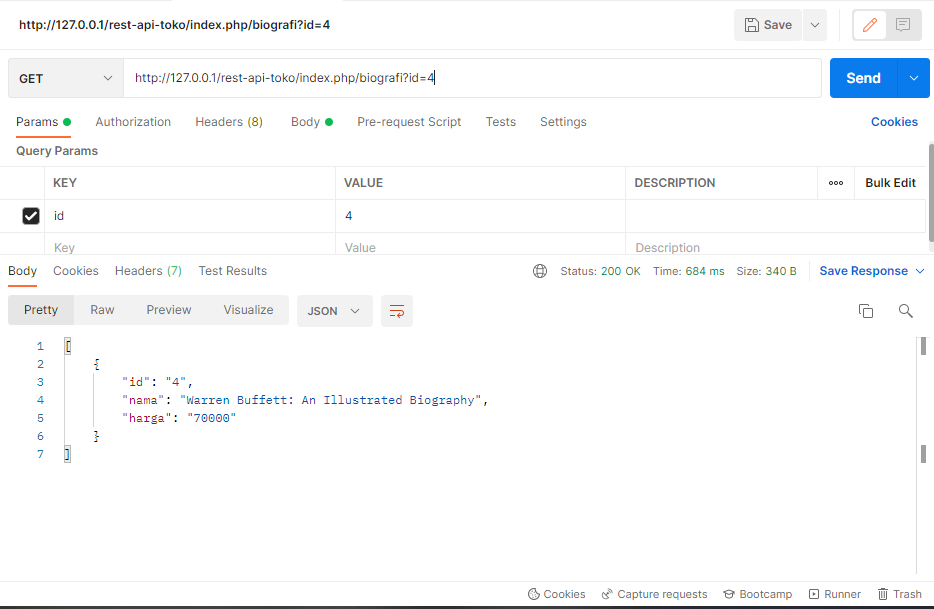 http://127.0.0.1/rest-api-toko/index.php/biografi?id=4
Save
GET
http://127.0.0.1/rest-api-toko/index.php/biografi?id=4
Send
Params
Authorization
Headers (8)
Body
Pre-request Script
Tests
Settings
Cookies
Query Params
KEY
VALUE
DESCRIPTION
Bulk Edit
id
4
Key
Value
Description
Body
Cookies
Headers (7)
Test Results
Status: 200 OK
Time: 684 ms
Size: 340 B
Save Response
Pretty
Raw
Preview
Visualize
JSON
1 [
2 {
3 "id": "4",
4 "nama": "Warren Buffett: An Illustrated Biography",
5 "harga": "70000"
6 }
7 ]
Cookies
Capture requests
Bootcamp
Runner
Trash